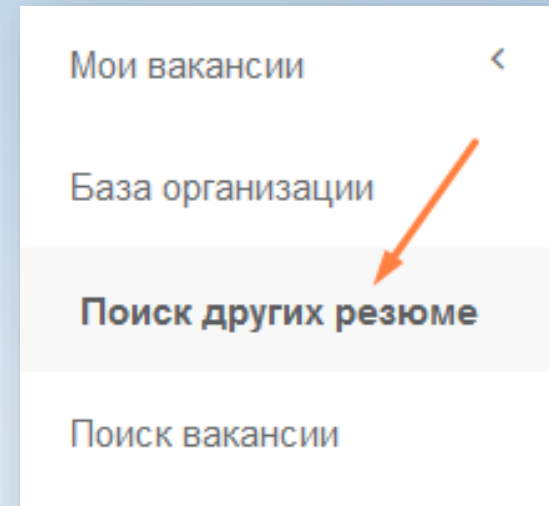 Мои вакансии
База организации
Поиск других резюме
Поиск вакансии